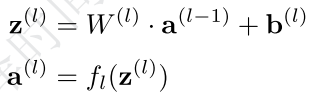 z^{(l)} = W^{(l)} · a^{(l−1)} + b^{(l)}
a^{(l)} = f_l(z^{(l)})